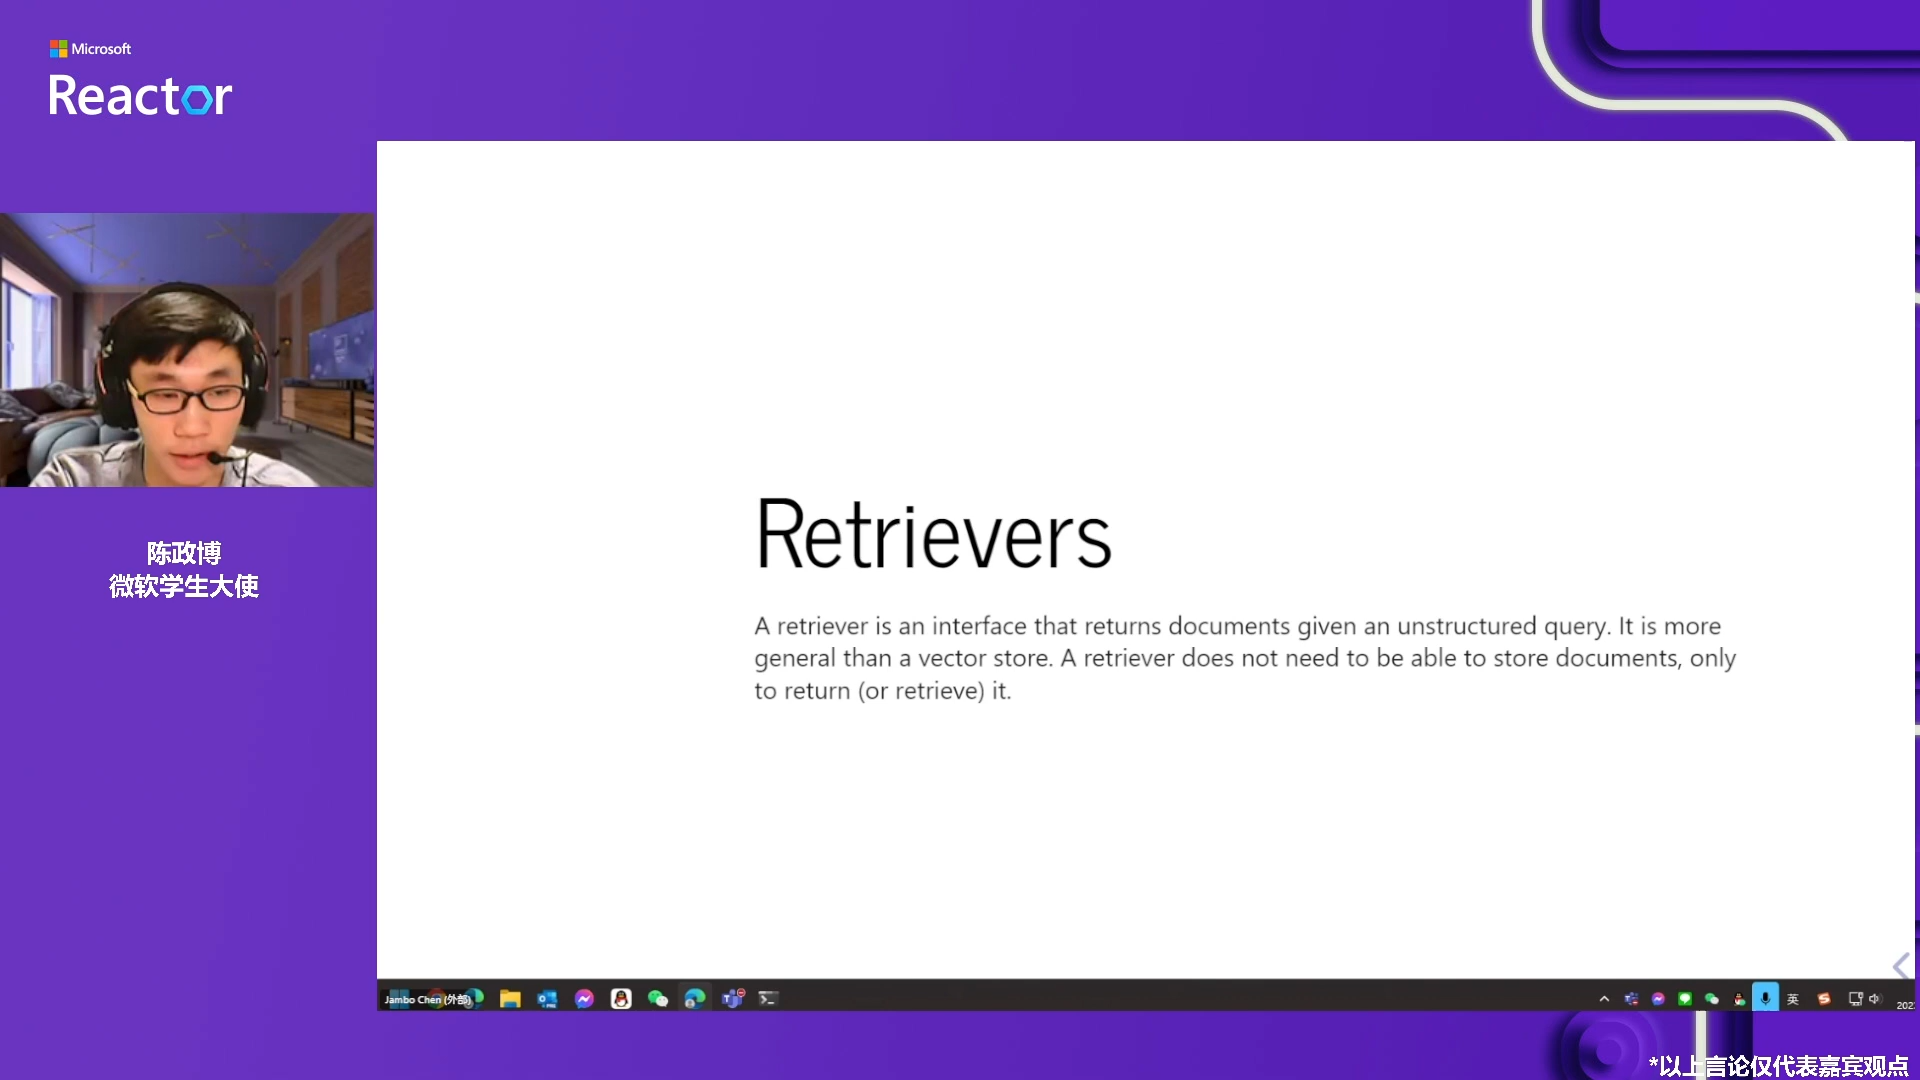 Microsoft
Reactor
陈政博
微软学生大使
Retrievers
A retriever is an interface that returns documents given an unstructured query. It is more
general than a vector store. A retriever does not need to be able to store documents, only
to return (or retrieve) it.
Jambo Chen (外部)
英
202
*以上言论仅代表嘉宾观点